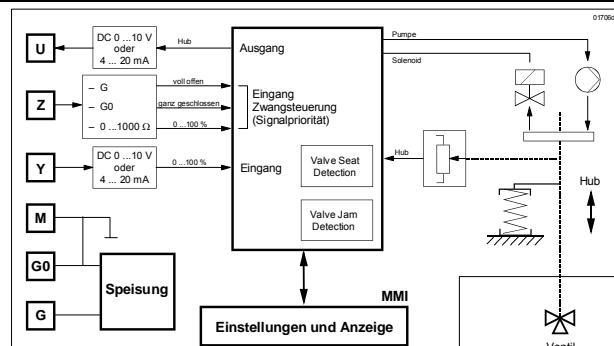 01706d
U
DC 0 ...10 V
oder
4 ... 20 mA
Hub
Ausgang
Pumpe
Solenoid
Z
– G
– G0
– 0 ...1000 Ω
voll offen
ganz geschlossen
0 ...100 %
Eingang
Zwangsteuerung
(Signalpriorität)
Y
DC 0 ...10 V
oder
4 ... 20 mA
0 ...100 %
Eingang
Valve Seat
Detection
Valve Jam
Detection
Hub
Hub
M
G0
G
Speisung
MMI
Einstellungen und Anzeige
Ventil